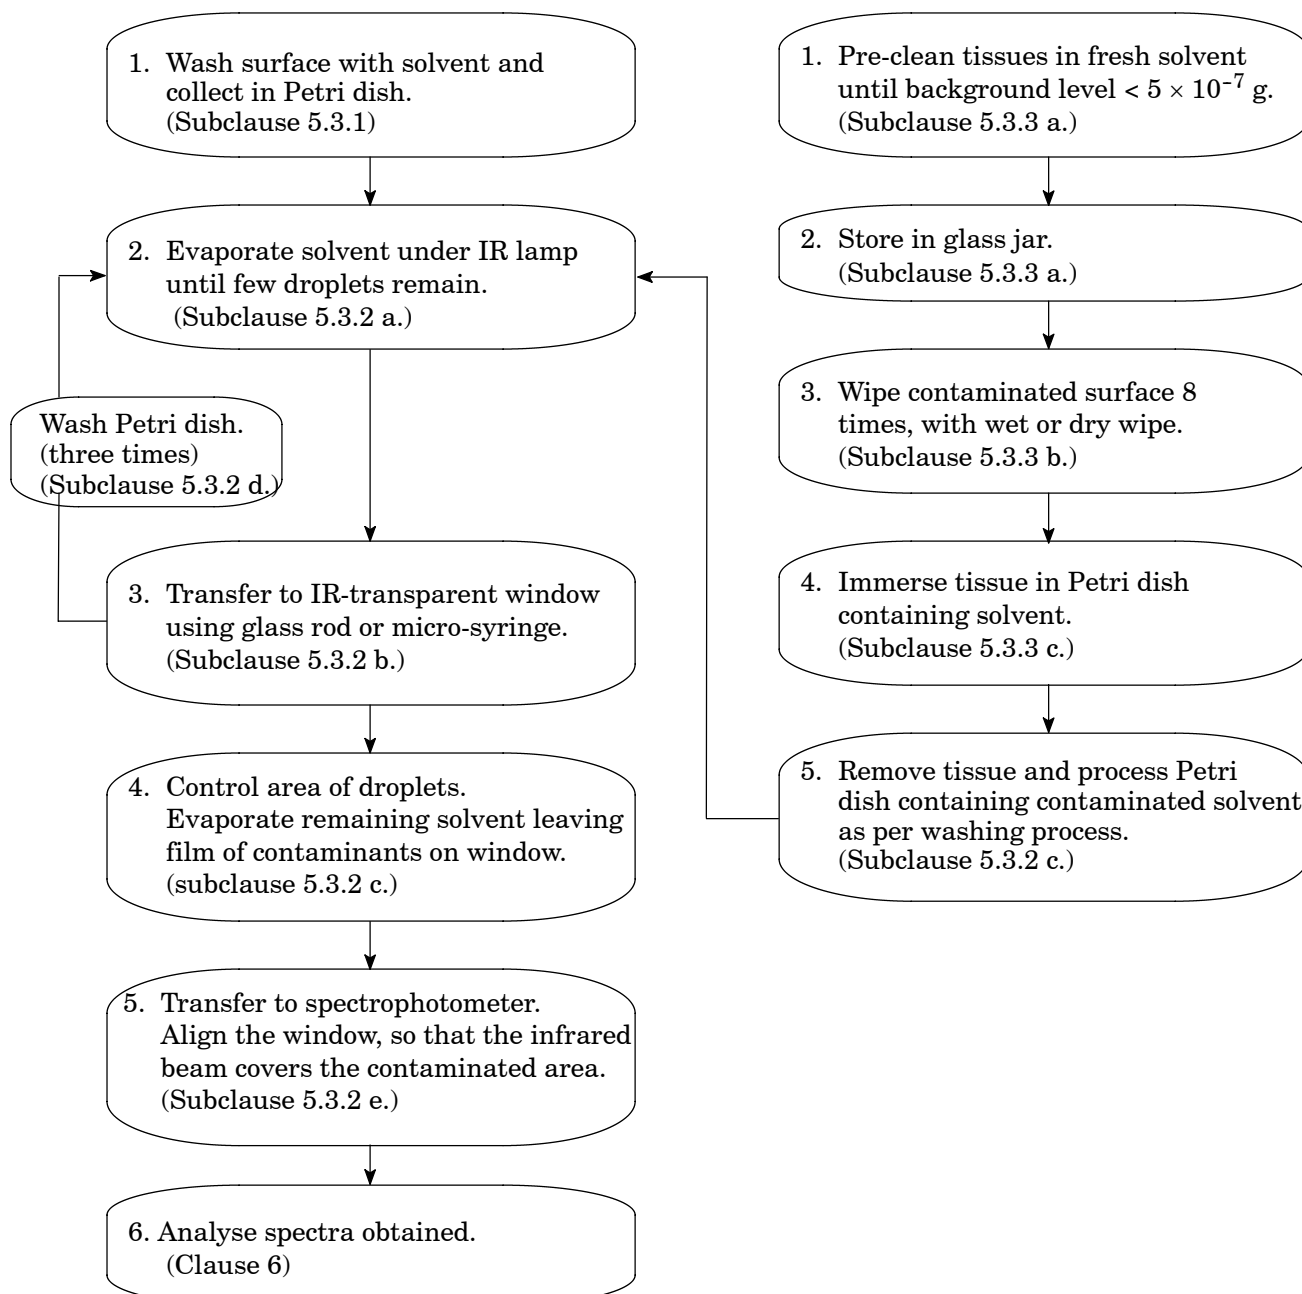 1. Wash surface with solvent and
collect in Petri dish.
(Subclause 5.3.1)
2. Evaporate solvent under IR lamp
until few droplets remain.
(Subclause 5.3.2 a.)
Wash Petri dish.
(three times)
(Subclause 5.3.2 d.)
3. Transfer to IR-transparent window
using glass rod or micro-syringe.
(Subclause 5.3.2 b.)
4. Control area of droplets.
Evaporate remaining solvent leaving
film of contaminants on window.
(subclause 5.3.2 c.)
5. Transfer to spectrophotometer.
Align the window, so that the infrared
beam covers the contaminated area.
(Subclause 5.3.2 e.)
6. Analyse spectra obtained.
(Clause 6)
1. Pre-clean tissues in fresh solvent
until background level < 5 × 10⁻⁷ g.
(Subclause 5.3.3 a.)
2. Store in glass jar.
(Subclause 5.3.3 a.)
3. Wipe contaminated surface 8
times, with wet or dry wipe.
(Subclause 5.3.3 b.)
4. Immerse tissue in Petri dish
containing solvent.
(Subclause 5.3.3 c.)
5. Remove tissue and process Petri
dish containing contaminated solvent
as per washing process.
(Subclause 5.3.2 c.)